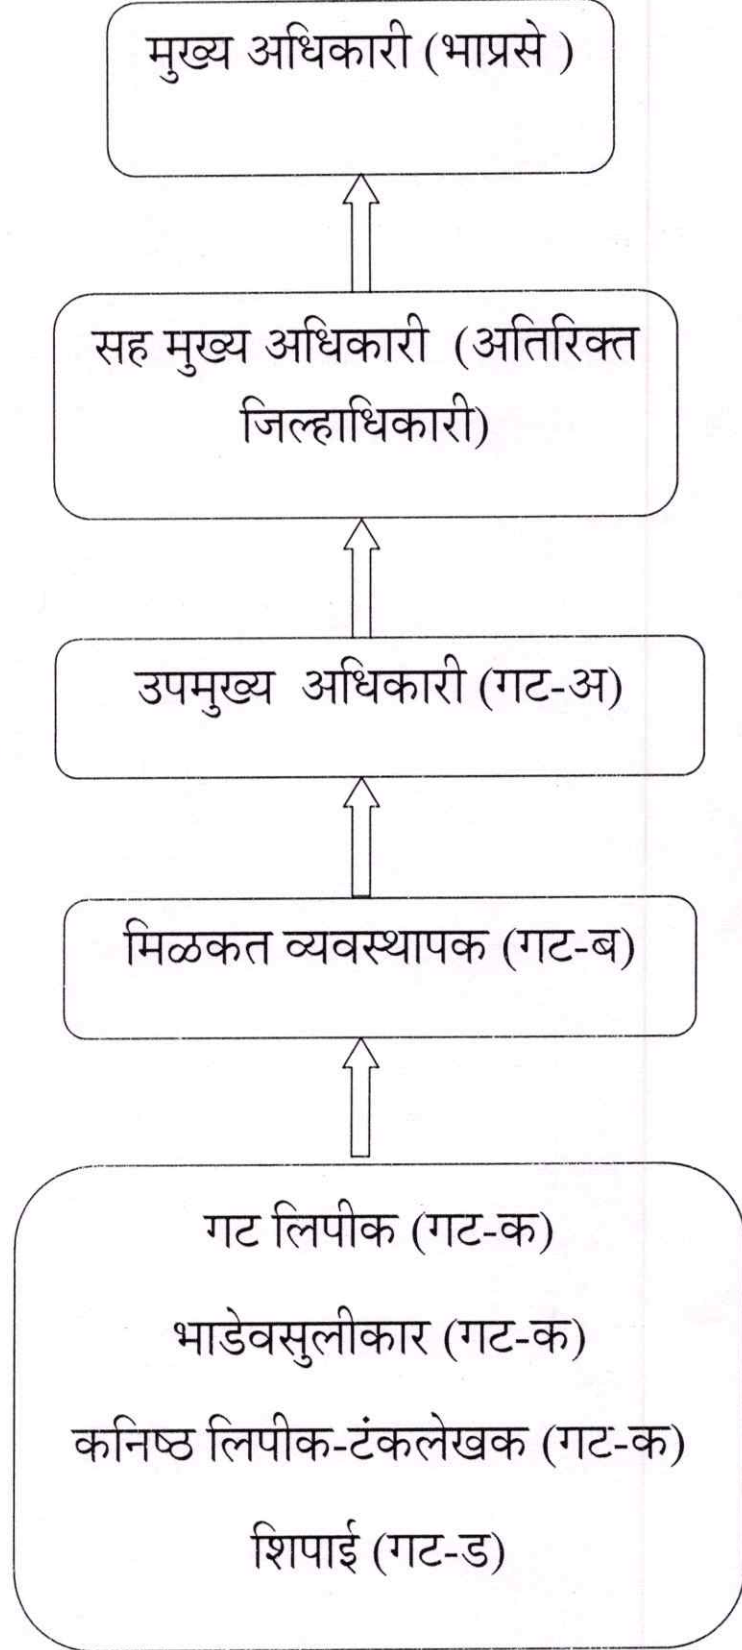 मुख्य अधिकारी (भाप्रसे )
सह मुख्य अधिकारी (अतिरिक्त
जिल्हाधिकारी)
उपमुख्य अधिकारी (गट-अ)
मिळकत व्यवस्थापक (गट-ब)
गट लिपीक (गट-क)
भाडेवसुलीकार (गट-क)
कनिष्ठ लिपीक-टंकलेखक (गट-क)
शिपाई (गट-ड)